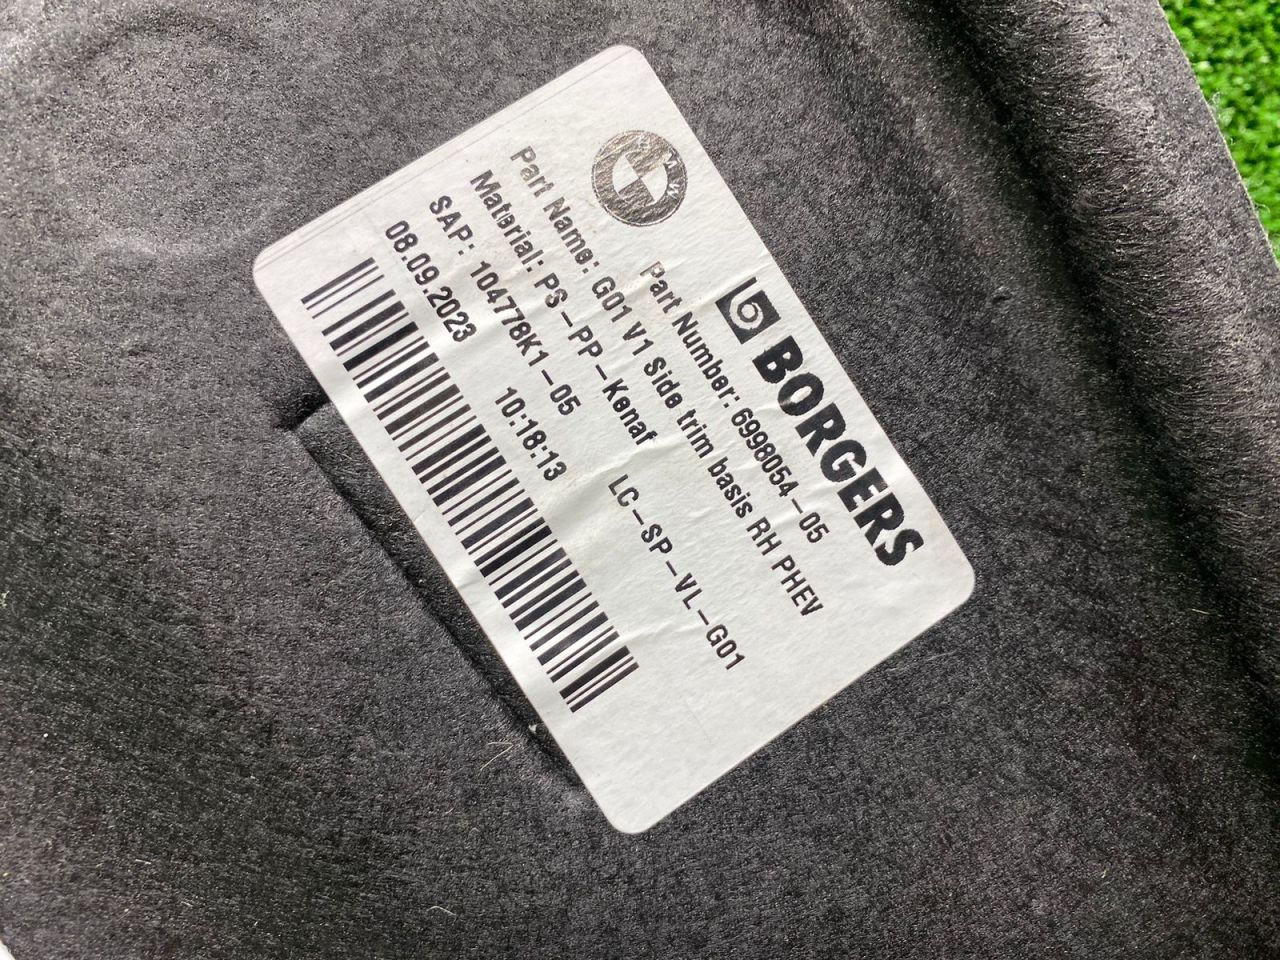 BMW
BORGERS
Part Number: 6998054-05
Part Name: G01 V1 Side trim basis RH PHEV
Material: PS-PP-Kenaf LC-SP-VL-G01
SAP: 104778K1-05
08.09.2023 10:18:13